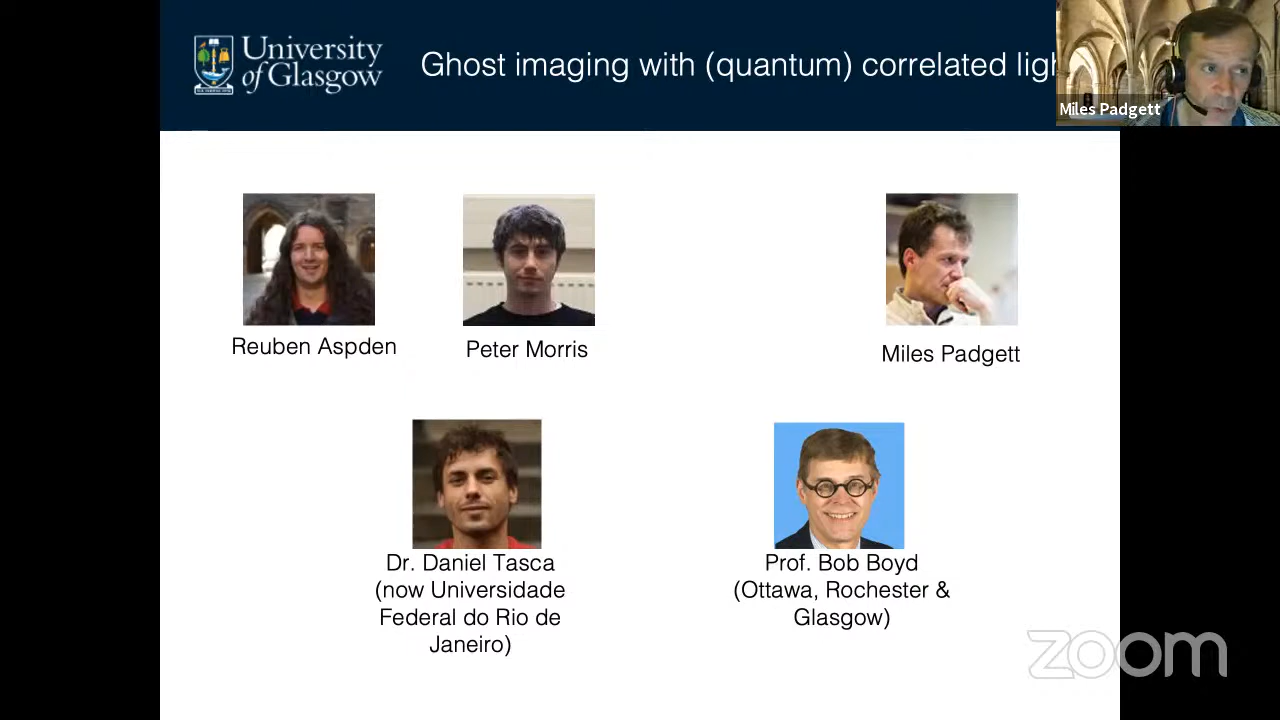 University
of Glasgow
Ghost imaging with (quantum) correlated ligh
Miles Padgett
Reuben Aspden
Peter Morris
Miles Padgett
Dr. Daniel Tasca
(now Universidade
Federal do Rio de
Janeiro)
Prof. Bob Boyd
(Ottawa, Rochester &
Glasgow)
zoom